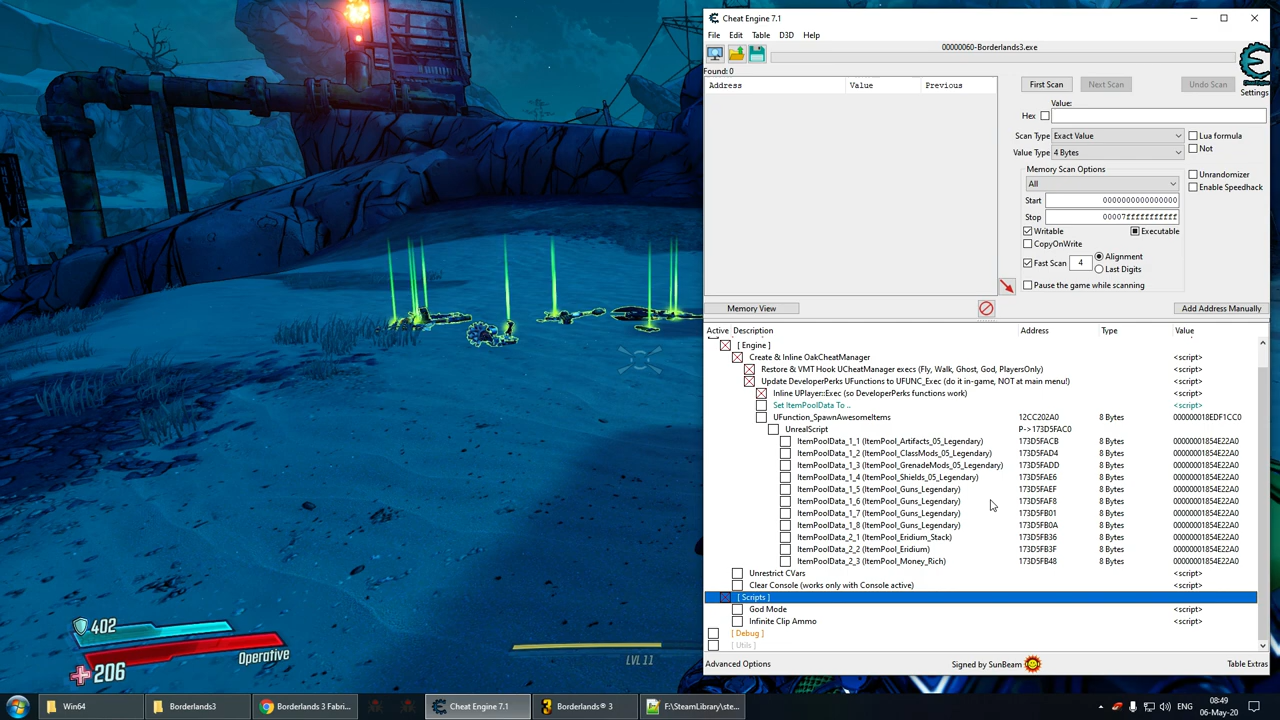 Cheat Engine 7.1
File Edit Table D3D Help
00000060-Borderlands3.exe
Found: 0
Address Value Previous
First Scan Next Scan Undo Scan
Settings
Value:
Hex
Scan Type Exact Value
Lua formula
Not
Value Type 4 Bytes
Memory Scan Options
All
Unrandomizer
Enable Speedhack
Start 0000000000000000
Stop 00007fffffffffff
Writable Executable
CopyOnWrite
Fast Scan 4 Alignment
Last Digits
Pause the game while scanning
Memory View Add Address Manually
Active Description Address Type Value
[ Engine ]
Create & Inline OakCheatManager <script>
Restore & VMT Hook UCheatManager execs (Fly, Walk, Ghost, God, PlayersOnly) <script>
Update DeveloperPerks UFunctions to UFUNC_Exec (do it in-game, NOT at main menu!) <script>
Inline UPlayer::Exec (so DeveloperPerks functions work) <script>
Set ItemPoolData To .. <script>
UFunction_SpawnAwesomeItems 12CC202A0 8 Bytes 000000018EDF1CC0
UnrealScript P->173D5FAC0
ItemPoolData_1_1 (ItemPool_Artifacts_05_Legendary) 173D5FACB 8 Bytes 00000001854E22A0
ItemPoolData_1_2 (ItemPool_ClassMods_05_Legendary) 173D5FAD4 8 Bytes 00000001854E22A0
ItemPoolData_1_3 (ItemPool_GrenadeMods_05_Legendary) 173D5FADD 8 Bytes 00000001854E22A0
ItemPoolData_1_4 (ItemPool_Shields_05_Legendary) 173D5FAE6 8 Bytes 00000001854E22A0
ItemPoolData_1_5 (ItemPool_Guns_Legendary) 173D5FAEF 8 Bytes 00000001854E22A0
ItemPoolData_1_6 (ItemPool_Guns_Legendary) 173D5FAF8 8 Bytes 00000001854E22A0
ItemPoolData_1_7 (ItemPool_Guns_Legendary) 173D5FB01 8 Bytes 00000001854E22A0
ItemPoolData_1_8 (ItemPool_Guns_Legendary) 173D5FB0A 8 Bytes 00000001854E22A0
ItemPoolData_2_1 (ItemPool_Eridium_Stack) 173D5FB36 8 Bytes 00000001854E22A0
ItemPoolData_2_2 (ItemPool_Eridium) 173D5FB3F 8 Bytes 00000001854E22A0
ItemPoolData_2_3 (ItemPool_Money_Rich) 173D5FB48 8 Bytes 00000001854E22A0
Unrestrict CVars <script>
Clear Console (works only with Console active) <script>
[ Scripts ]
God Mode <script>
Infinite Clip Ammo <script>
[ Debug ]
[ Utils ]
Advanced Options Signed by SunBeam Table Extras
402
206
Operative
LVL 11
Win64 Borderlands3 Borderlands 3 Fabri... Cheat Engine 7.1 Borderlands® 3 F:\SteamLibrary\ste...
ENG
08:49
06-May-20